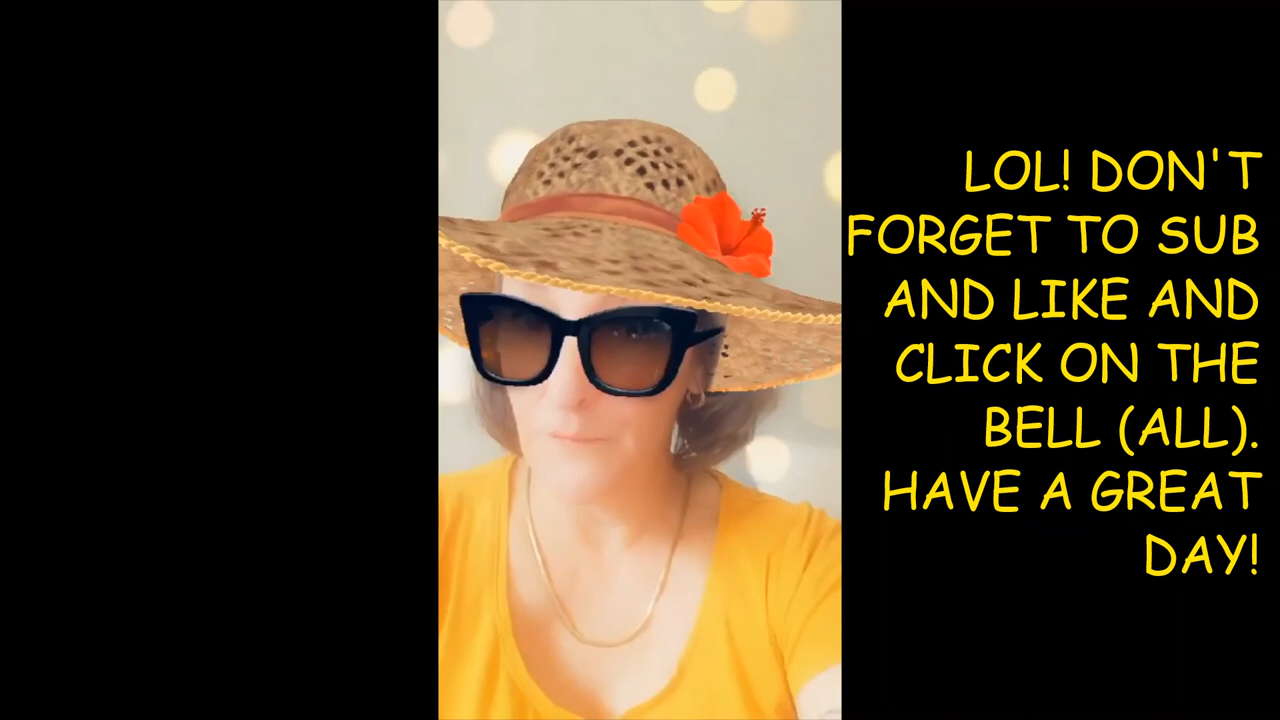 LOL! DON'T
FORGET TO SUB
AND LIKE AND
CLICK ON THE
BELL (ALL).
HAVE A GREAT
DAY!